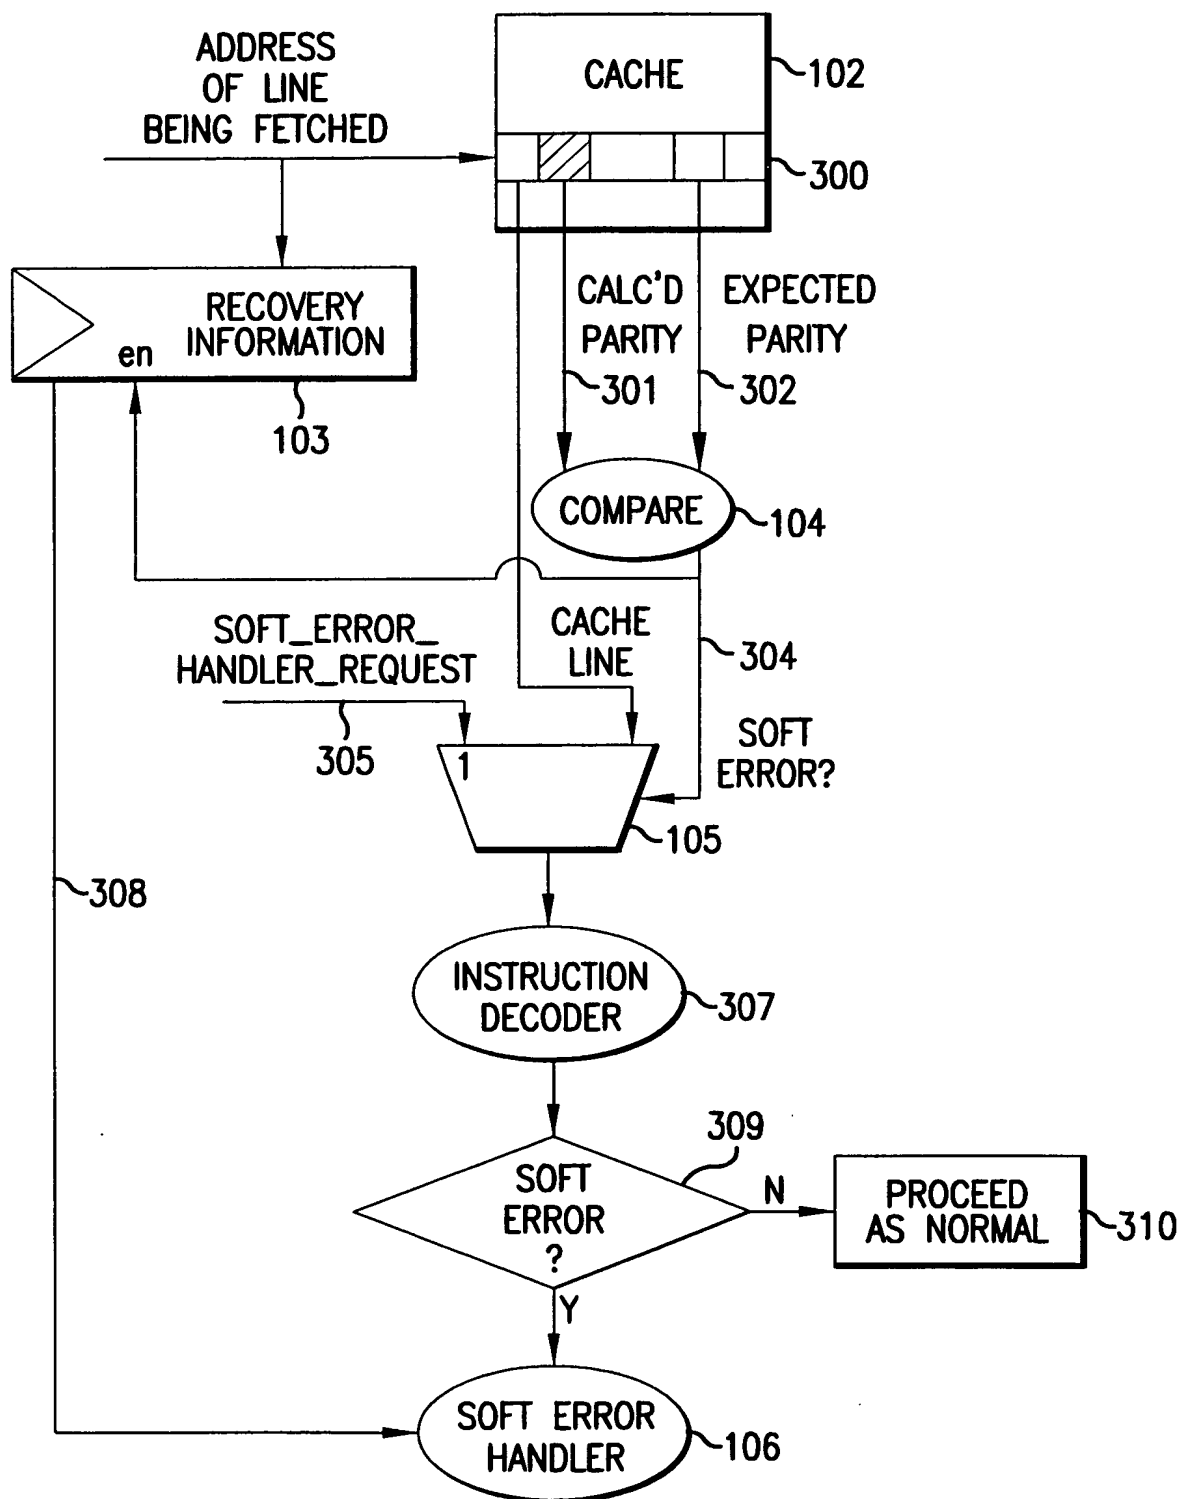 ADDRESS
OF LINE
BEING FETCHED
CACHE
102
300
RECOVERY
INFORMATION
en
103
CALC'D
PARITY
301
EXPECTED
PARITY
302
COMPARE
104
SOFT_ERROR_
HANDLER_REQUEST
305
CACHE
LINE
304
SOFT
ERROR?
1
105
308
INSTRUCTION
DECODER
307
309
SOFT
ERROR
?
N
PROCEED
AS NORMAL
310
Y
SOFT ERROR
HANDLER
106